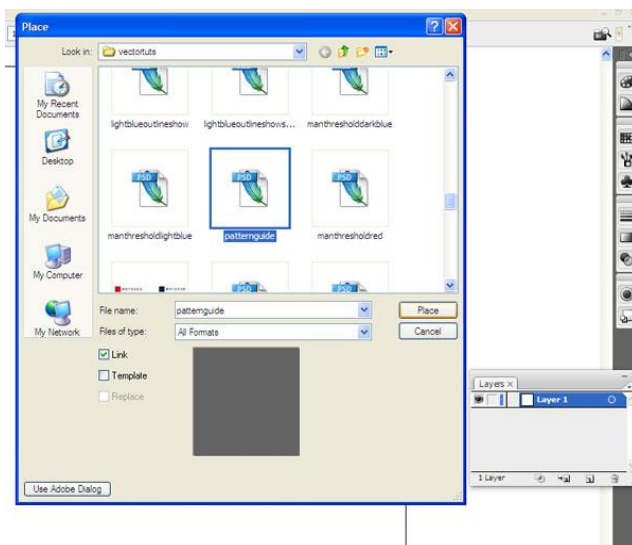 Place
Look in: vectortuts
My Recent
Documents
Desktop
My Documents
My Computer
My Network
lightblueoutlineshow lightblueoutlineshows... manthresholddarkblue
PSD PSD PSD
manthresholdlightblue patternguide manthresholdred
File name: patternguide Place
Files of type: All Formats Cancel
Link
Template
Replace
Use Adobe Dialog
Layers ×
Layer 1
1 Layer